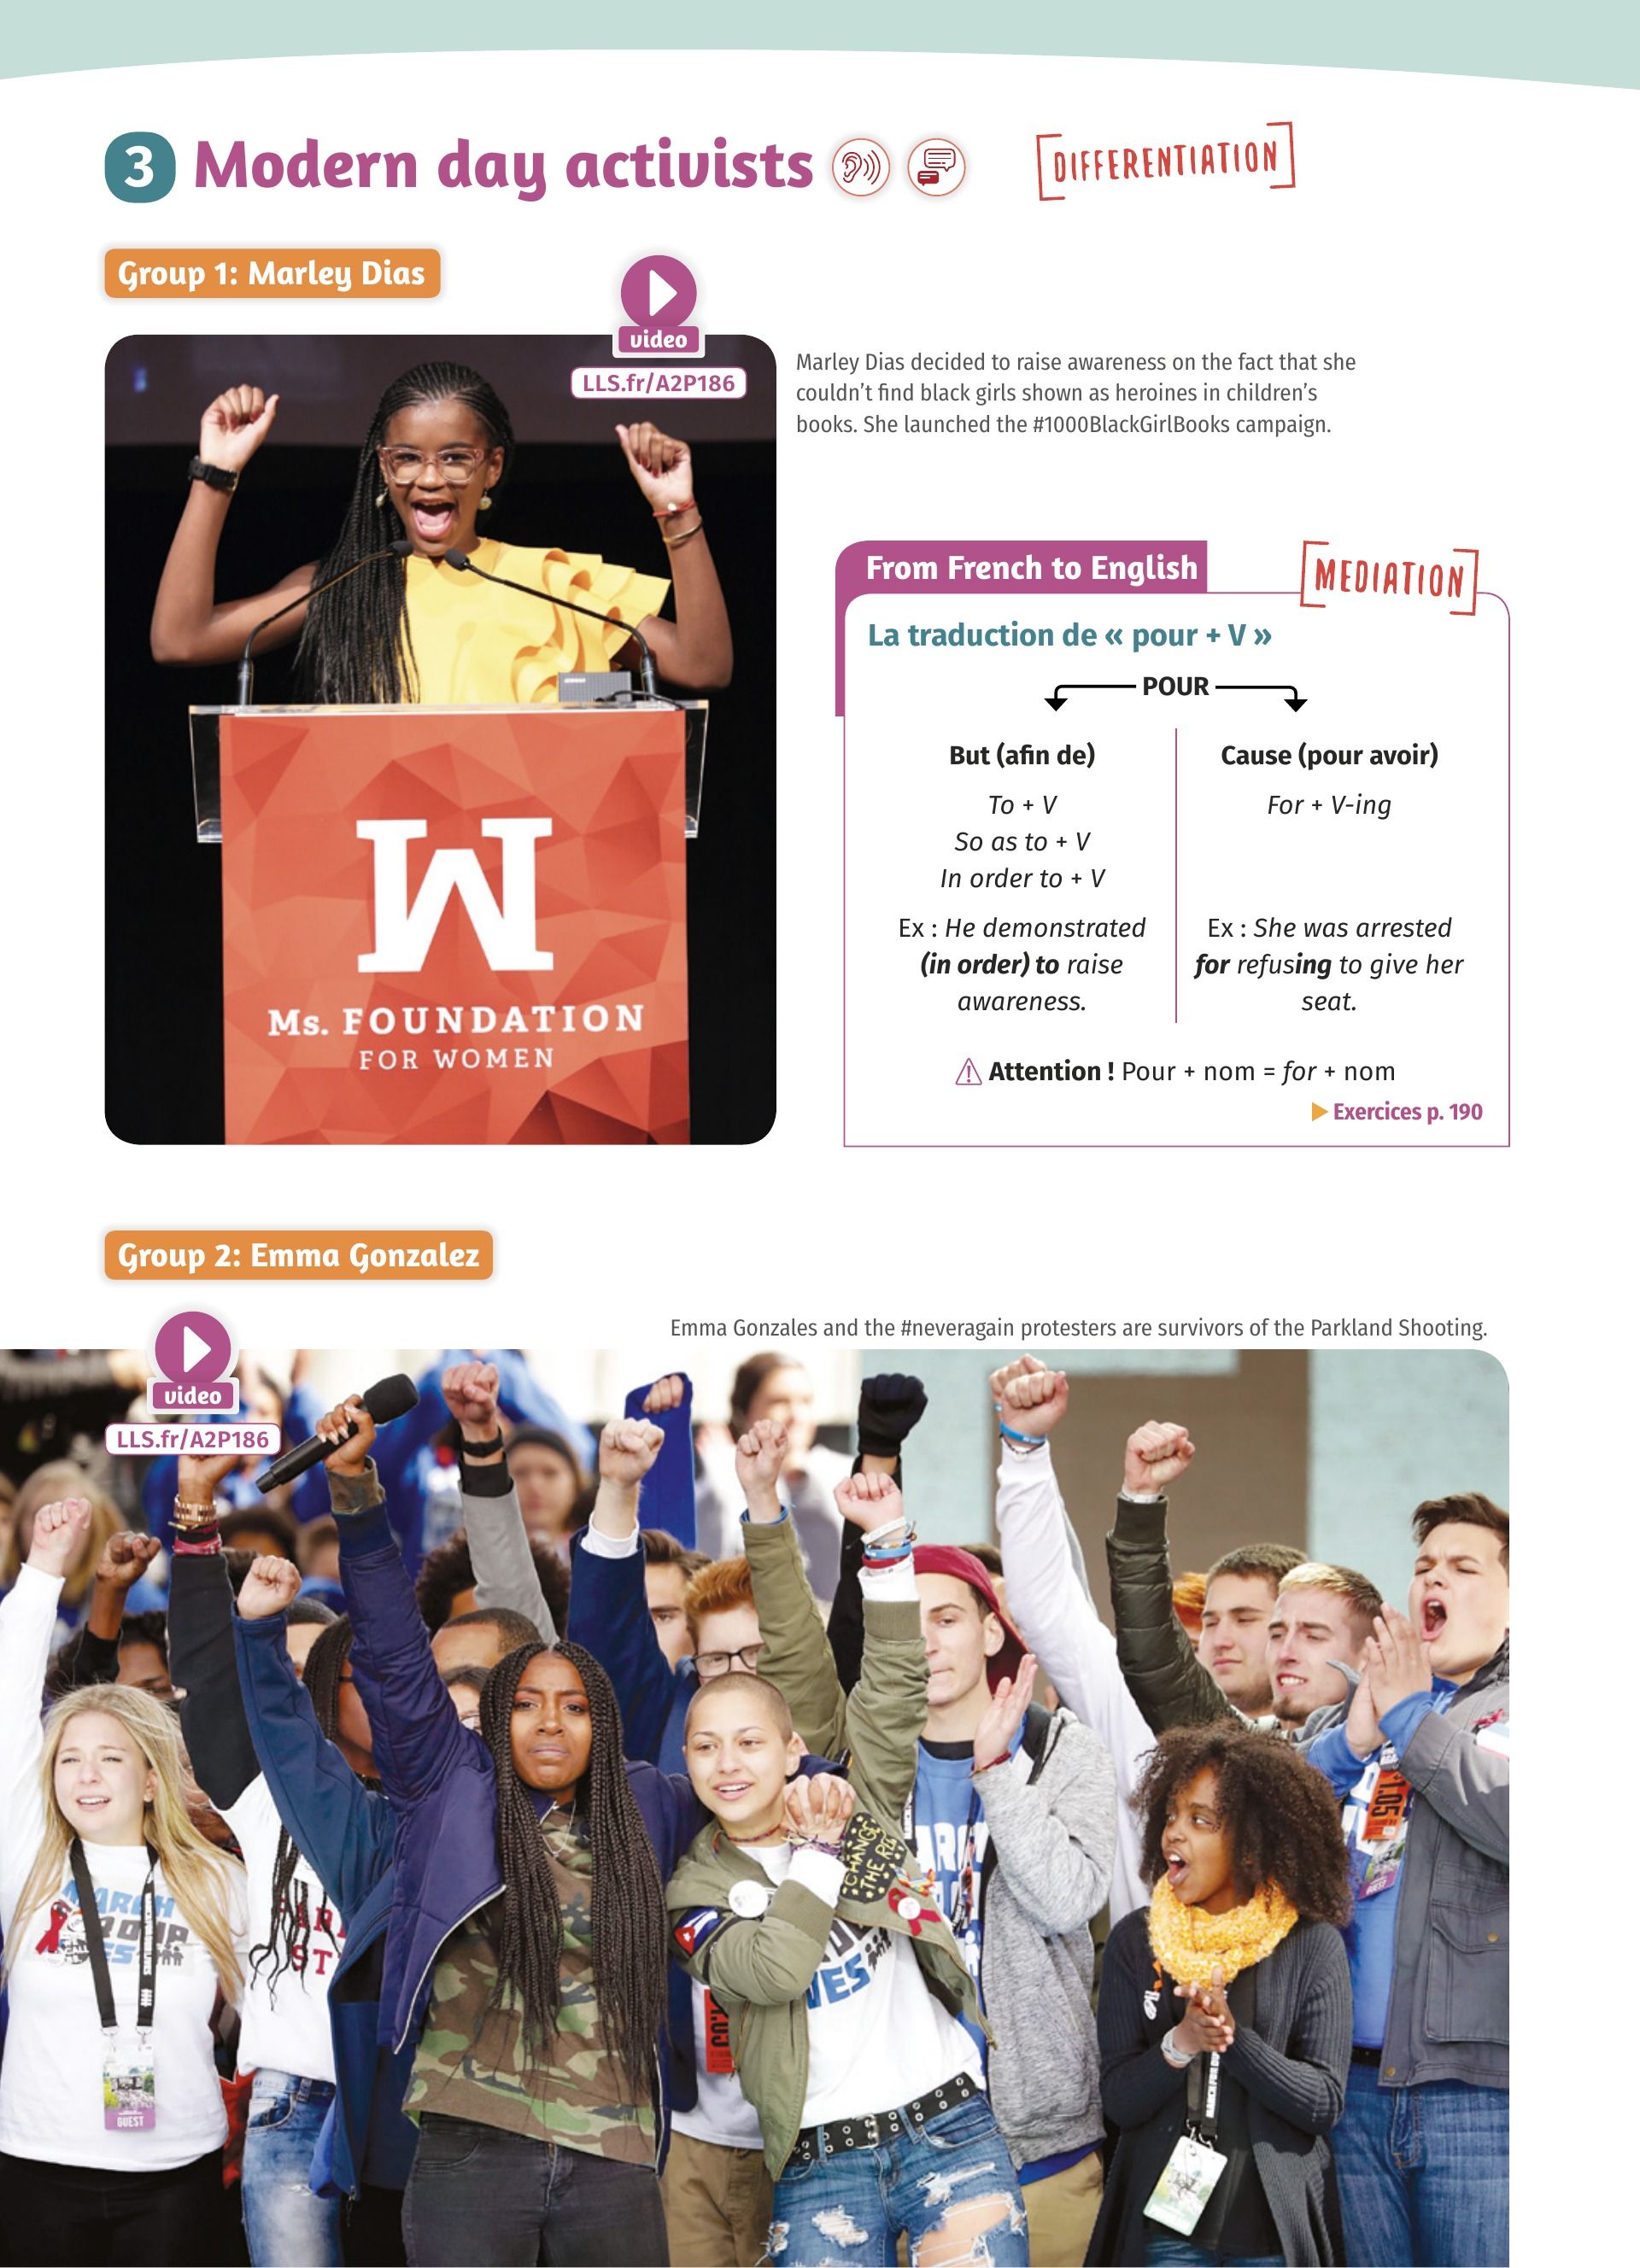 3 Modern day activists
DIFFERENTIATION
Group 1: Marley Dias
video
LLS.fr/A2P186
Marley Dias decided to raise awareness on the fact that she
couldn't find black girls shown as heroines in children's
books. She launched the #1000BlackGirlBooks campaign.
Ms. FOUNDATION
FOR WOMEN
From French to English
MEDIATION
La traduction de « pour + V »
POUR
But (afin de)
To + V
So as to + V
In order to + V
Ex : He demonstrated
(in order) to raise
awareness.
Cause (pour avoir)
For + V-ing
Ex : She was arrested
for refusing to give her
seat.
Attention ! Pour + nom = for + nom
Exercices p. 190
Group 2: Emma Gonzalez
video
LLS.fr/A2P186
Emma Gonzales and the #neveragain protesters are survivors of the Parkland Shooting.
CHANGE
THE
GUEST
1.05